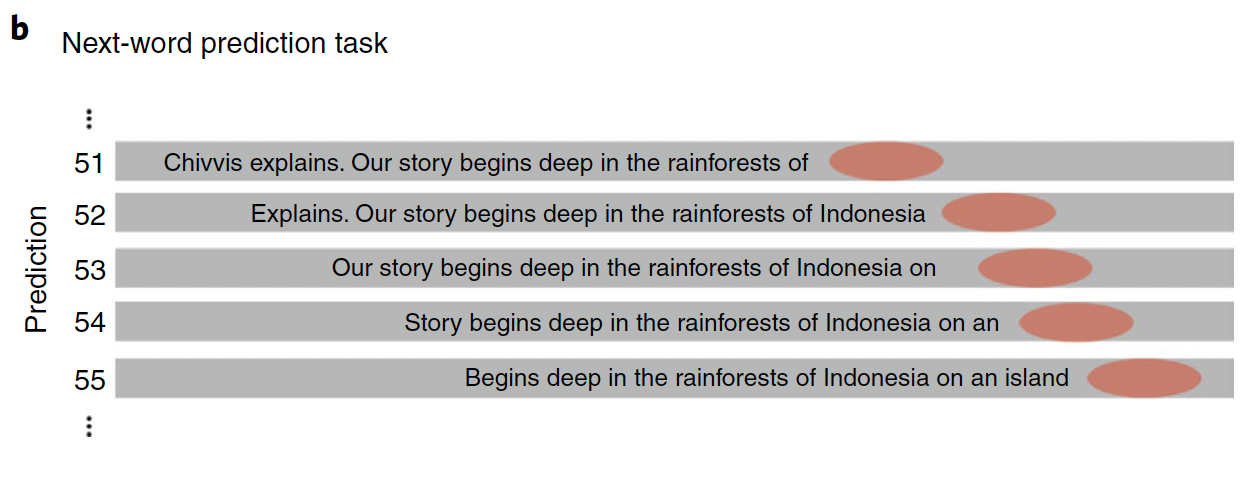 b
Next-word prediction task
⋮
51 Chivvis explains. Our story begins deep in the rainforests of
52 Explains. Our story begins deep in the rainforests of Indonesia
53 Our story begins deep in the rainforests of Indonesia on
54 Story begins deep in the rainforests of Indonesia on an
55 Begins deep in the rainforests of Indonesia on an island
⋮
Prediction